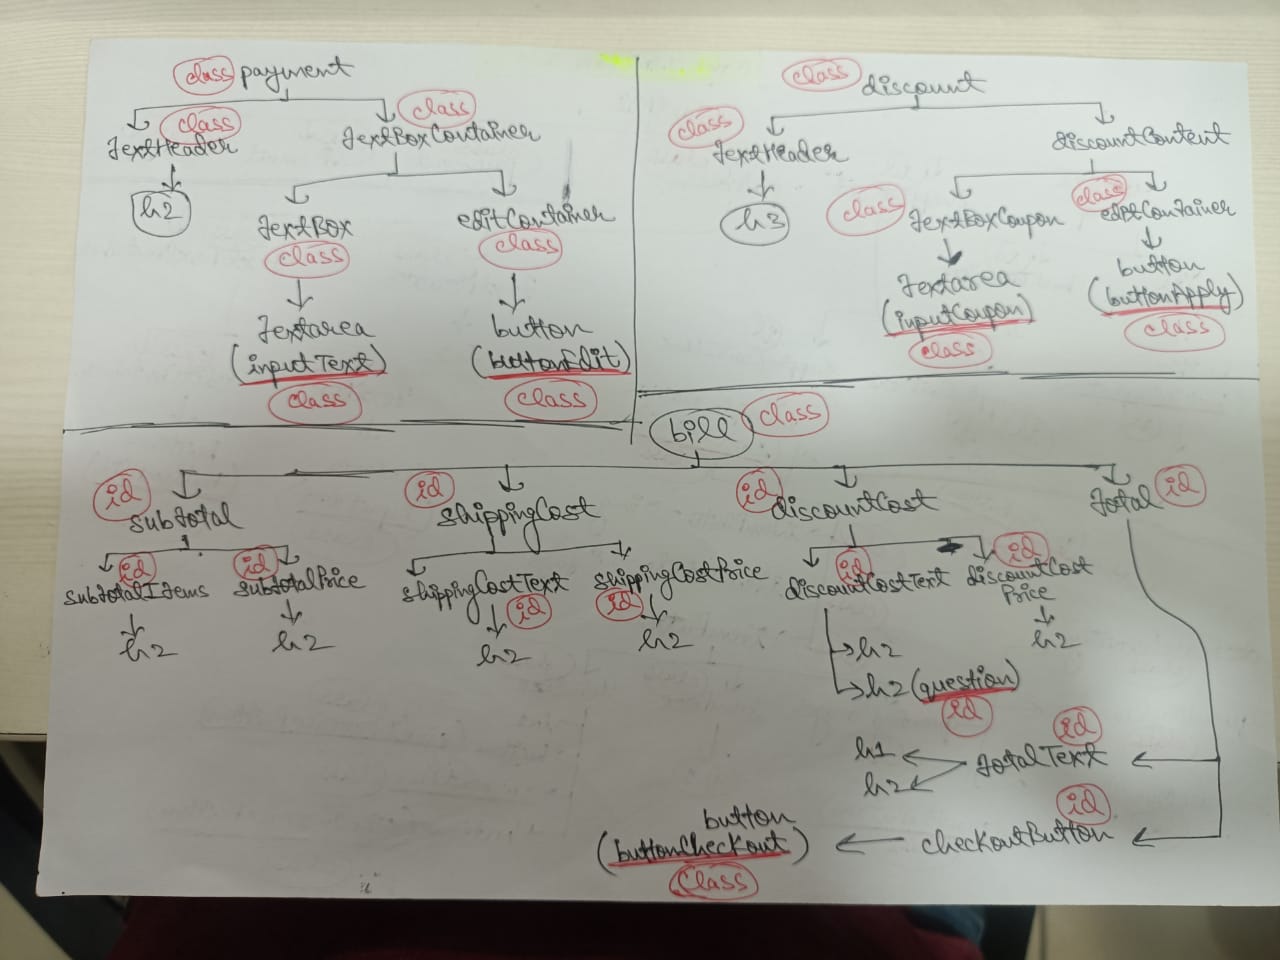 class payment
class
class
textHeader
textBoxContainer
h2
textBox
class
editContainer
class
textarea
(inputText)
class
button
(buttonEdit)
class
class discount
class
textHeader
discountContent
h3
class
textBoxCoupon
class
editContainer
textarea
(inputCoupon)
class
button
(buttonApply)
class
bill class
id
subtotal
id
shippingCost
id
discountCost
total id
id
subtotalItems
id
subtotalPrice
shippingCostText
id
shippingCostPrice
id
id
discountCostText
id
discountCost
Price
h2
h2
h2
h2
h2
h2
h2 (question)
id
id
totalText
h1
h2
id
checkoutButton
button
(buttonCheckout)
class